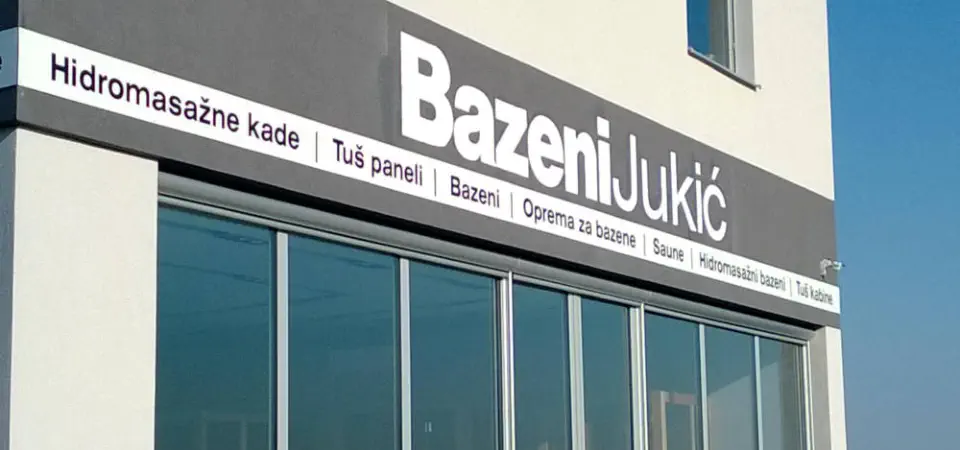 BazeniJukić
Hidromasažne kade | Tuš paneli | Bazeni | Oprema za bazene | Saune | Hidromasažni bazeni | Tuš kabine